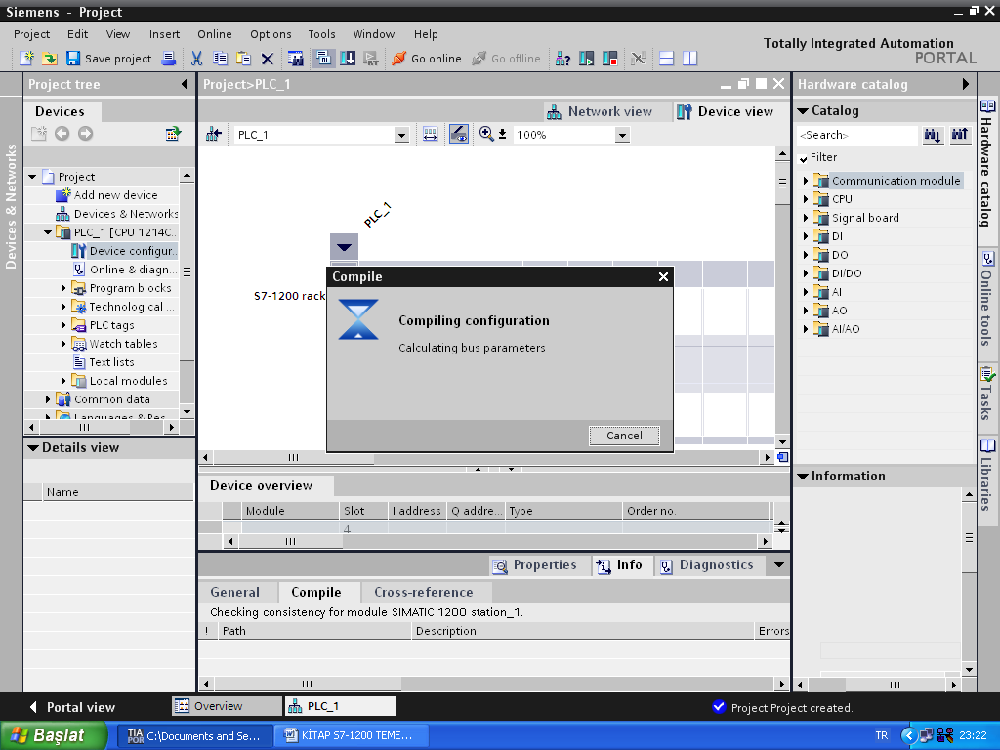 Siemens - Project
Project Edit View Insert Online Options Tools Window Help
Totally Integrated Automation
PORTAL
Save project Go online Go offline
Project tree
Project>PLC_1
Hardware catalog
Devices
Network view Device view
Catalog
PLC_1 100%
<Search>
Filter
Devices & Networks
Project
Add new device
Devices & Networks
PLC_1 [CPU 1214C...
Device configur...
Online & diagn...
Program blocks
Technological ...
PLC tags
Watch tables
Text lists
Local modules
Common data
Languages & Res
PLC_1
S7-1200 rack
Compile
Compiling configuration
Calculating bus parameters
Cancel
Communication module
CPU
Signal board
DI
DO
DI/DO
AI
AO
AI/AO
Hardware catalog
Online tools
Tasks
Libraries
Details view
Name
Device overview
Module Slot I address Q addre... Type Order no.
4
Information
Properties Info Diagnostics
General Compile Cross-reference
Checking consistency for module SIMATIC 1200 station_1.
! Path Description Errors
Portal view Overview PLC_1 Project Project created.
Başlat TIA POR C:\Documents and Se... KİTAP S7-1200 TEME... TR 23:22